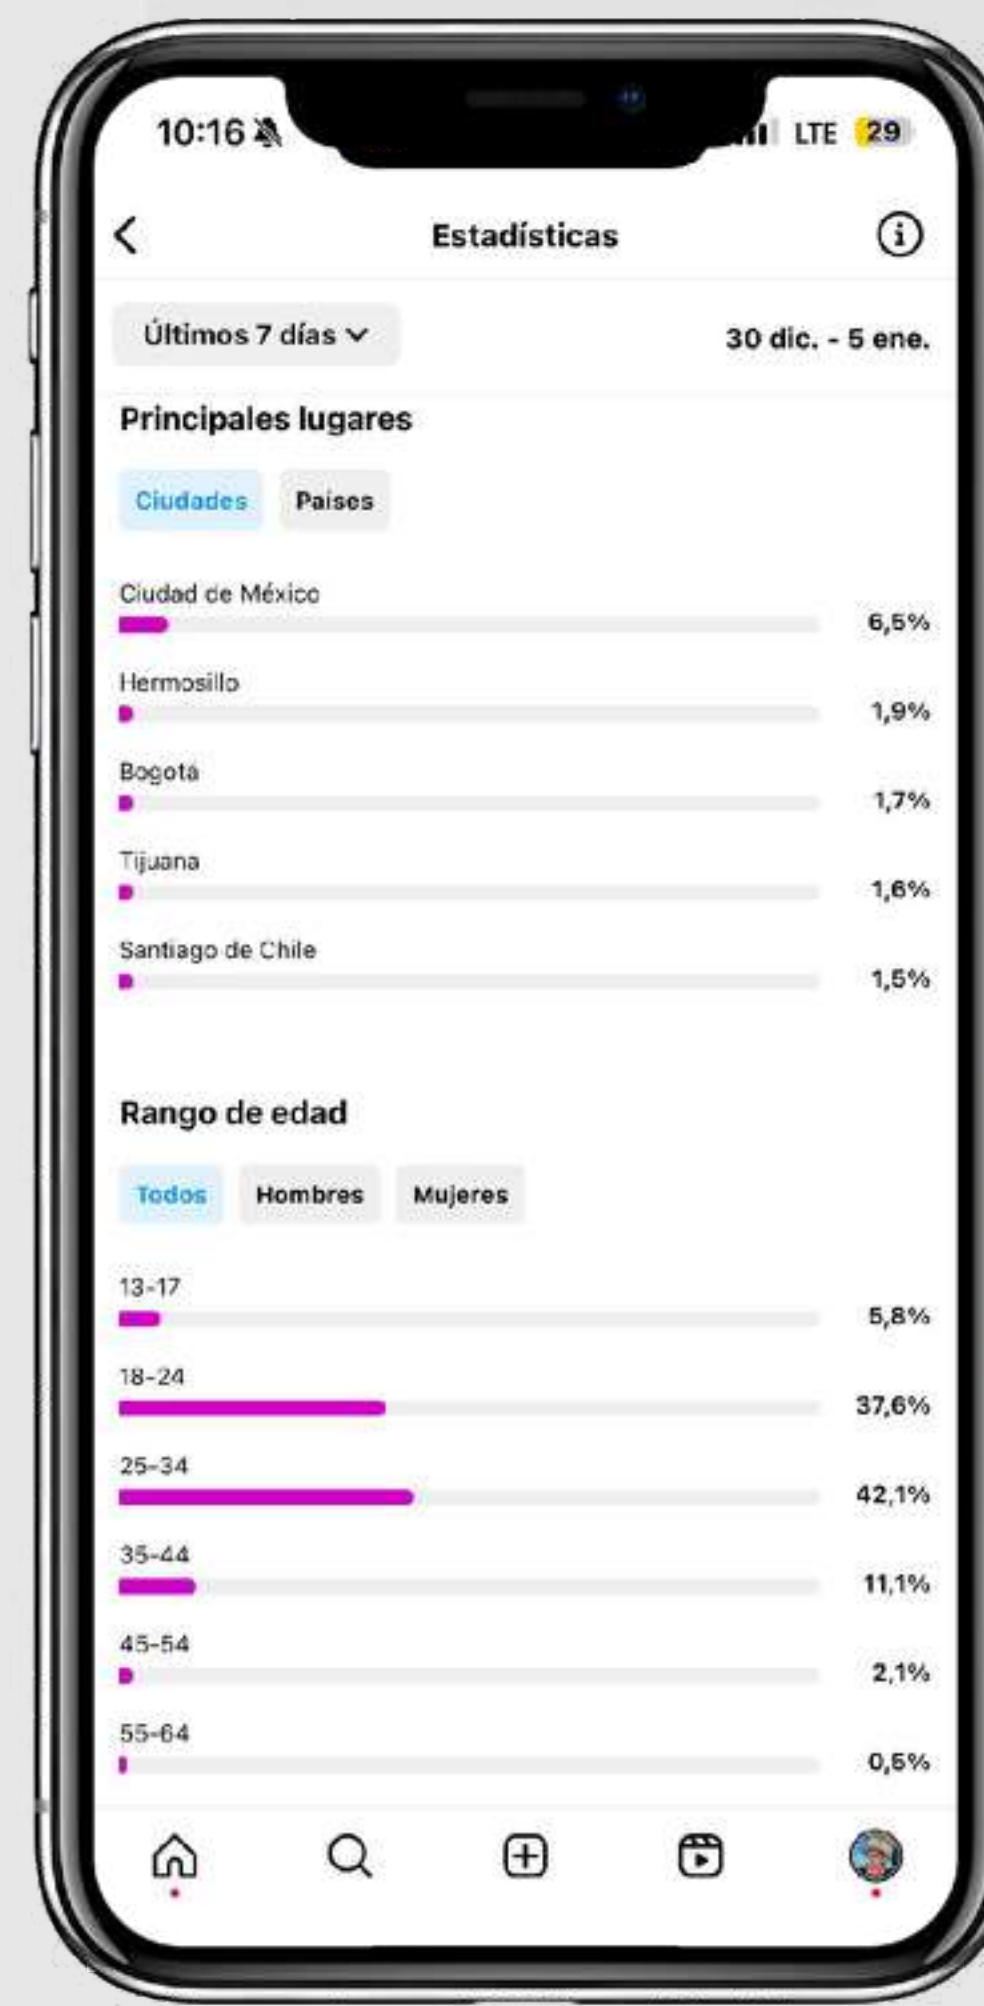 10:16
LTE 29
Estadísticas
Últimos 7 días
30 dic. - 5 ene.
Principales lugares
Ciudades
Países
Ciudad de México
6,5%
Hermosillo
1,9%
Bogotá
1,7%
Tijuana
1,6%
Santiago de Chile
1,5%
Rango de edad
Todos
Hombres
Mujeres
13-17
5,8%
18-24
37,6%
25-34
42,1%
35-44
11,1%
45-54
2,1%
55-64
0,5%